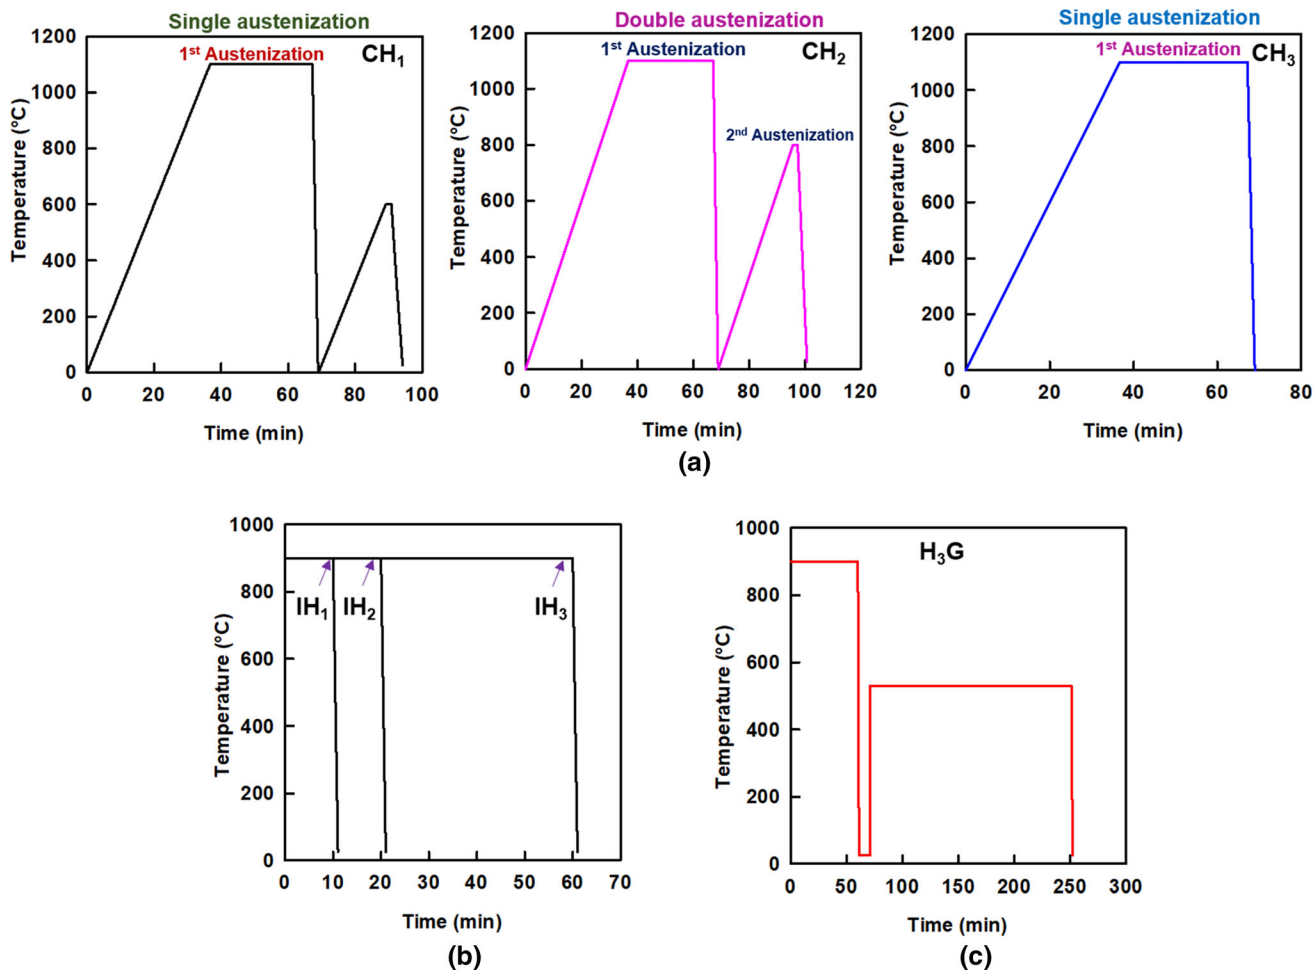 Single austenization
1st Austenization
CH1
Temperature (°C)
1200
1000
800
600
400
200
0
0 20 40 60 80 100
Time (min)
Double austenization
1st Austenization
CH2
2nd Austenization
Temperature (°C)
1200
1000
800
600
400
200
0
0 20 40 60 80 100 120
Time (min)
Single austenization
1st Austenization
CH3
Temperature (°C)
1200
1000
800
600
400
200
0
0 20 40 60 80
Time (min)
(a)
Temperature (°C)
1000
800
600
400
200
0
IH1 IH2 IH3
0 10 20 30 40 50 60 70
Time (min)
(b)
H3G
Temperature (°C)
1000
800
600
400
200
0
0 50 100 150 200 250 300
Time (min)
(c)